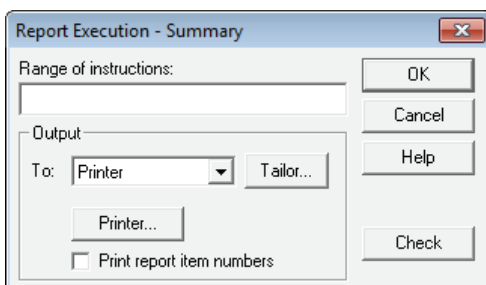 Report Execution - Summary
Range of instructions:
OK
Cancel
Output
To: Printer Tailor...
Help
Printer...
Check
Print report item numbers